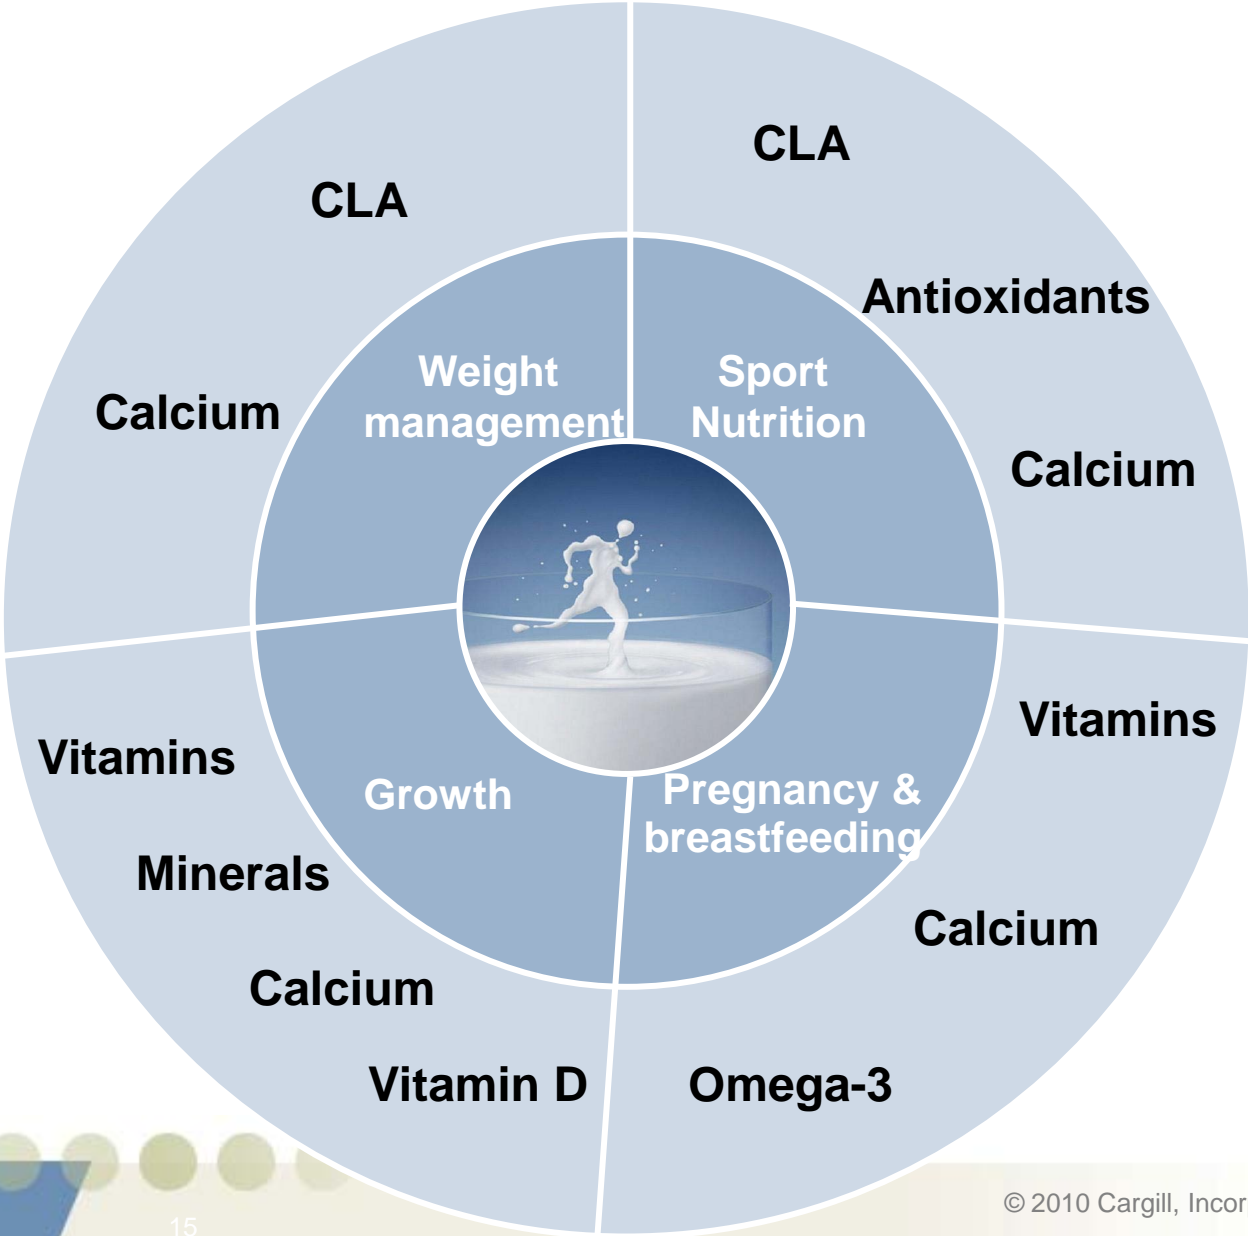 CLA
CLA
Antioxidants
Weight
management
Sport
Nutrition
Calcium
Calcium
Vitamins
Vitamins
Growth
Pregnancy &
breastfeeding
Minerals
Calcium
Calcium
Vitamin D
Omega-3
© 2010 Cargill, Incor
15